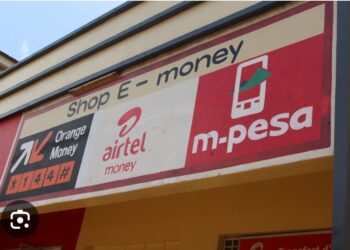 Shop E - money
Orange
Money
*144#
airtel
money
m-pesa